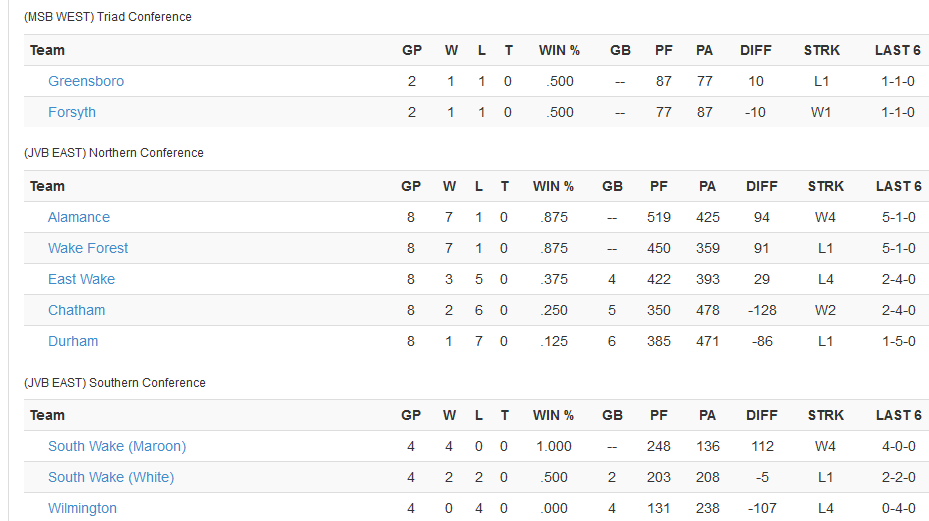 (MSB WEST) Triad Conference
Team GP W L T WIN % GB PF PA DIFF STRK LAST 6
Greensboro 2 1 1 0 .500 -- 87 77 10 L1 1-1-0
Forsyth 2 1 1 0 .500 -- 77 87 -10 W1 1-1-0
(JVB EAST) Northern Conference
Team GP W L T WIN % GB PF PA DIFF STRK LAST 6
Alamance 8 7 1 0 .875 -- 519 425 94 W4 5-1-0
Wake Forest 8 7 1 0 .875 -- 450 359 91 L1 5-1-0
East Wake 8 3 5 0 .375 4 422 393 29 L4 2-4-0
Chatham 8 2 6 0 .250 5 350 478 -128 W2 2-4-0
Durham 8 1 7 0 .125 6 385 471 -86 L1 1-5-0
(JVB EAST) Southern Conference
Team GP W L T WIN % GB PF PA DIFF STRK LAST 6
South Wake (Maroon) 4 4 0 0 1.000 -- 248 136 112 W4 4-0-0
South Wake (White) 4 2 2 0 .500 2 203 208 -5 L1 2-2-0
Wilmington 4 0 4 0 .000 4 131 238 -107 L4 0-4-0